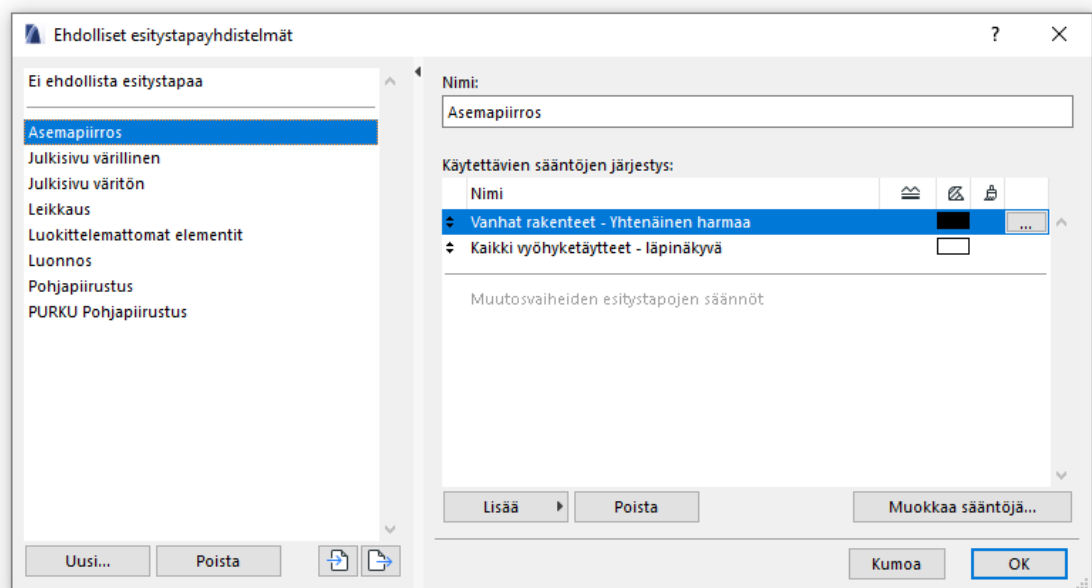 Ehdolliset esitystapayhdistelmät
?
Ei ehdollista esitystapaa
Asemapiirros
Julkisivu värillinen
Julkisivu väritön
Leikkaus
Luokittelemattomat elementit
Luonnos
Pohjapiirustus
PURKU Pohjapiirustus
Uusi...
Poista
Nimi:
Asemapiirros
Käytettävien sääntöjen järjestys:
Nimi
Vanhat rakenteet - Yhtenäinen harmaa
...
Kaikki vyöhyketäytteet - läpinäkyvä
Muutosvaiheiden esitystapojen säännöt
Lisää
Poista
Muokkaa sääntöjä...
Kumoa
OK